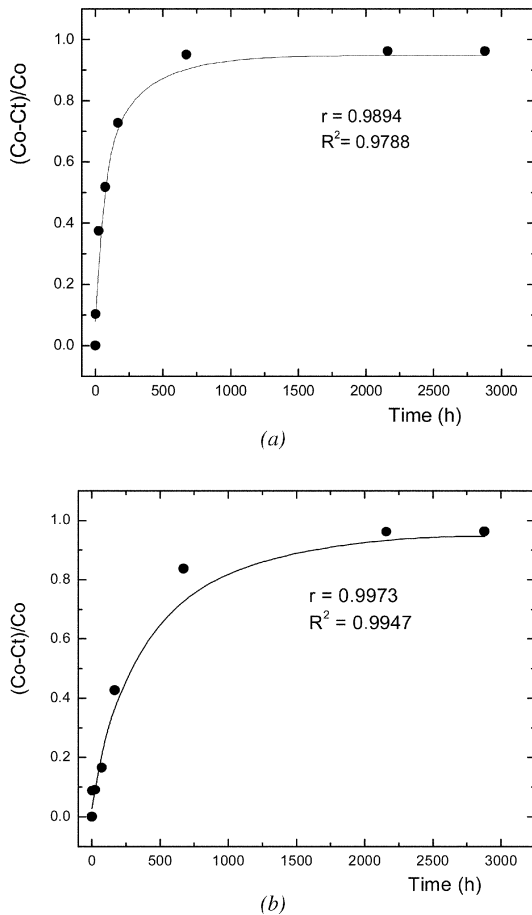 (Co-Ct)/Co
1.0
0.8
0.6
0.4
0.2
0.0
r = 0.9894
R²= 0.9788
0 500 1000 1500 2000 2500 3000
Time (h)
(a)
(Co-Ct)/Co
1.0
0.8
0.6
0.4
0.2
0.0
r = 0.9973
R² = 0.9947
0 500 1000 1500 2000 2500 3000
Time (h)
(b)